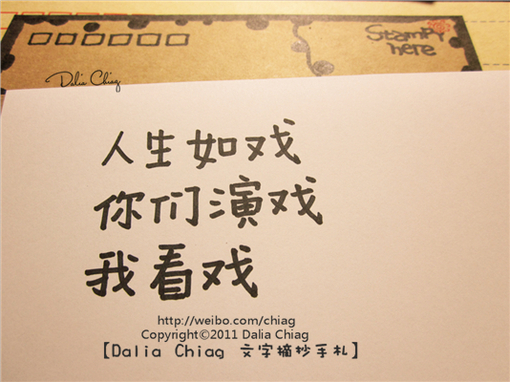 Stampy
here
Dalia Chiag
人生如戏
你们演戏
我看戏
http://weibo.com/chiag
Copyright©2011 Dalia Chiag
【Dalia Chiag 文字摘抄手札】